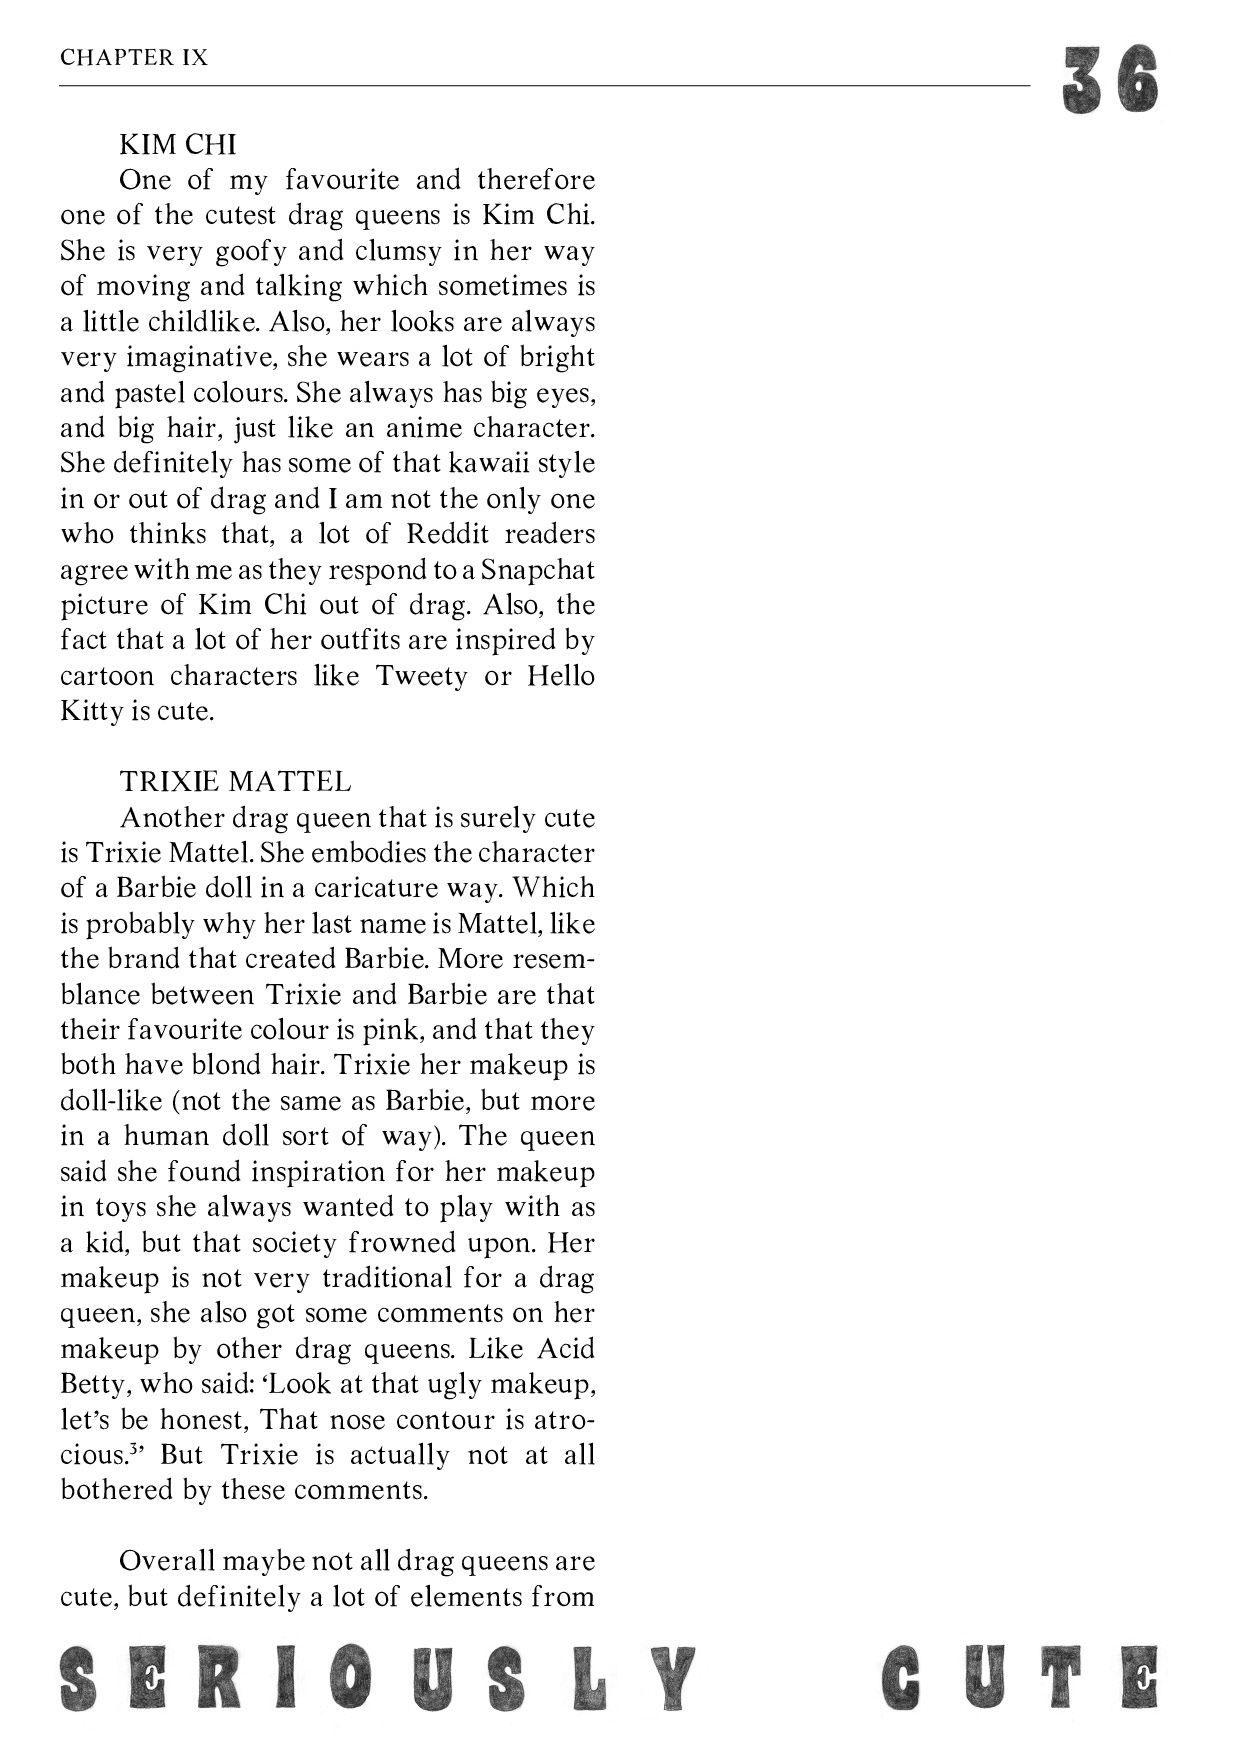 CHAPTER IX
36
KIM CHI
One of my favourite and therefore
one of the cutest drag queens is Kim Chi.
She is very goofy and clumsy in her way
of moving and talking which sometimes is
a little childlike. Also, her looks are always
very imaginative, she wears a lot of bright
and pastel colours. She always has big eyes,
and big hair, just like an anime character.
She definitely has some of that kawaii style
in or out of drag and I am not the only one
who thinks that, a lot of Reddit readers
agree with me as they respond to a Snapchat
picture of Kim Chi out of drag. Also, the
fact that a lot of her outfits are inspired by
cartoon characters like Tweety or Hello
Kitty is cute.
TRIXIE MATTEL
Another drag queen that is surely cute
is Trixie Mattel. She embodies the character
of a Barbie doll in a caricature way. Which
is probably why her last name is Mattel, like
the brand that created Barbie. More resem-
blance between Trixie and Barbie are that
their favourite colour is pink, and that they
both have blond hair. Trixie her makeup is
doll-like (not the same as Barbie, but more
in a human doll sort of way). The queen
said she found inspiration for her makeup
in toys she always wanted to play with as
a kid, but that society frowned upon. Her
makeup is not very traditional for a drag
queen, she also got some comments on her
makeup by other drag queens. Like Acid
Betty, who said: ‘Look at that ugly makeup,
let’s be honest, That nose contour is atro-
cious.³’ But Trixie is actually not at all
bothered by these comments.
Overall maybe not all drag queens are
cute, but definitely a lot of elements from
SERIOUSLY CUTE